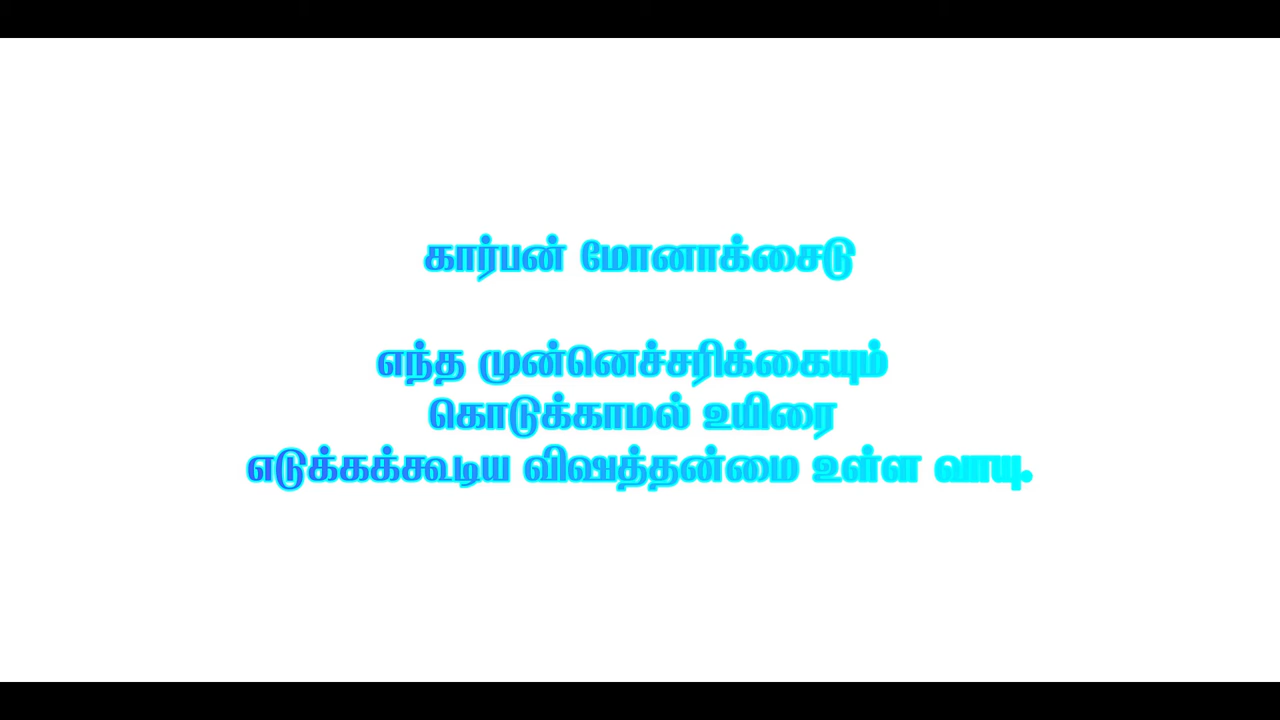 கார்பன் மோனாக்சைடு
எந்த முன்னெச்சரிக்கையும்
கொடுக்காமல் உயிரை
எடுக்கக்கூடிய விஷத்தன்மை உள்ள வாயு.